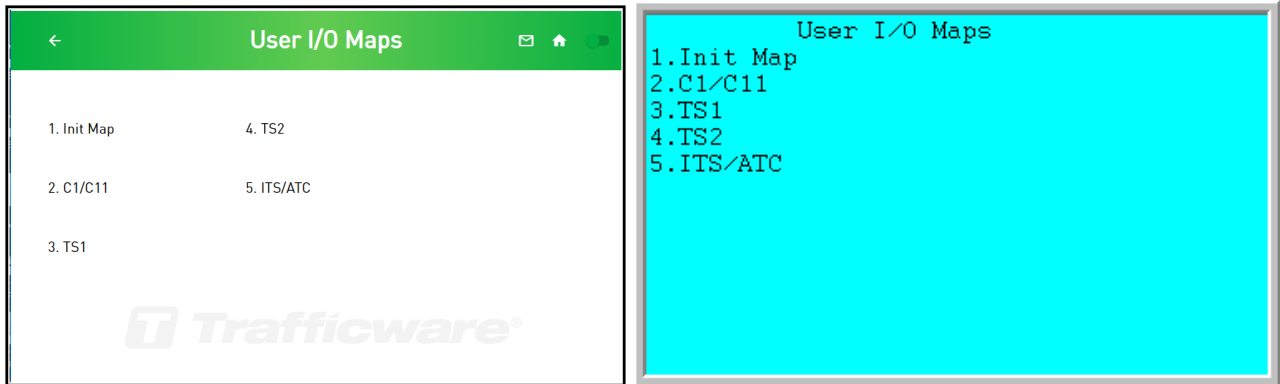 User I/O Maps
1. Init Map
2. C1/C11
3. TS1
4. TS2
5. ITS/ATC
T Trafficware®
User I/O Maps
1.Init Map
2.C1/C11
3.TS1
4.TS2
5.ITS/ATC